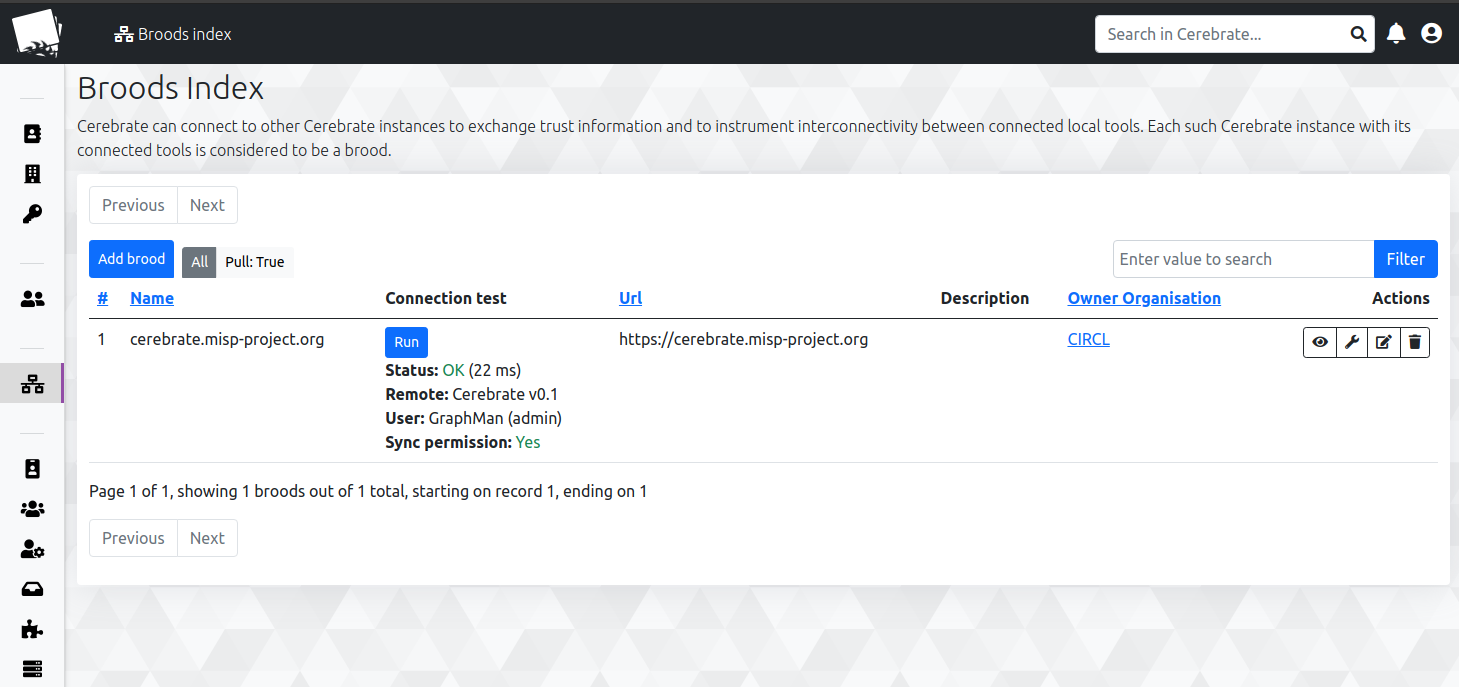 Broods index
Search in Cerebrate...
Broods Index
Cerebrate can connect to other Cerebrate instances to exchange trust information and to instrument interconnectivity between connected local tools. Each such Cerebrate instance with its
connected tools is considered to be a brood.
Previous Next
Add brood All Pull: True Enter value to search Filter
# Name Connection test Url Description Owner Organisation Actions
1 cerebrate.misp-project.org Run https://cerebrate.misp-project.org CIRCL
Status: OK (22 ms)
Remote: Cerebrate v0.1
User: GraphMan (admin)
Sync permission: Yes
Page 1 of 1, showing 1 broods out of 1 total, starting on record 1, ending on 1
Previous Next